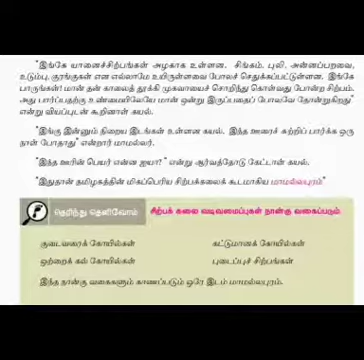 "இங்கே யானைச்சிற்பங்கள் அழகாக உள்ளன. சிங்கம், புலி, அன்னப்பறவை,
உடும்பு, குரங்குகள் என எல்லாமே உயிருள்ளவை போலச் செதுக்கப்பட்டுள்ளன. இங்கே
பாருங்கள்! மான் தன் காலைத் தூக்கி முகவாயைச் சொறிந்து கொள்வது போன்ற சிற்பம்.
அது பார்ப்பதற்கு உண்மையிலேயே மான் ஒன்று இருப்பதைப் போலவே தோன்றுகிறது"
என்று வியப்புடன் கூறினாள் கயல்.
"இங்கு இன்னும் நிறைய இடங்கள் உள்ளன கயல். இந்த ஊரைச் சுற்றிப் பார்க்க ஒரு
நாள் போதாது" என்றார் மாமல்லர்.
"இந்த ஊரின் பெயர் என்ன ஐயா?" என்று ஆர்வத்தோடு கேட்டாள் கயல்.
"இதுதான் தமிழகத்தின் மிகப்பெரிய சிற்பக்கலைக் கூடமாகிய மாமல்லபுரம்"
தெரிந்து தெளிவோம் சிற்பக் கலை வடிவமைப்புகள் நான்கு வகைப்படும்
குடைவரைக் கோயில்கள் கட்டுமானக் கோயில்கள்
ஒற்றைக் கல் கோயில்கள் புடைப்புச் சிற்பங்கள்
இந்த நான்கு வகைகளும் காணப்படும் ஒரே இடம் மாமல்லபுரம்.